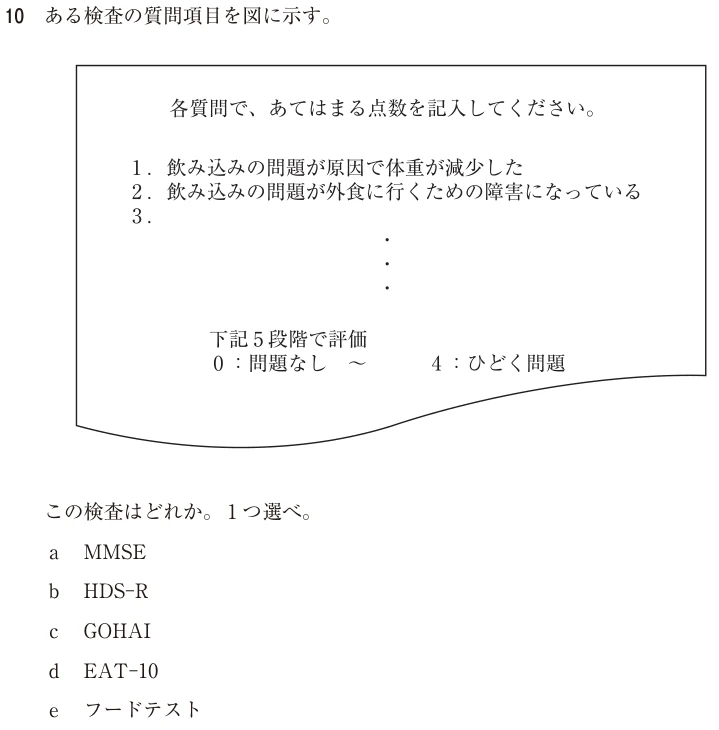 10 ある検査の質問項目を図に示す。
各質問で、あてはまる点数を記入してください。
1. 飲み込みの問題が原因で体重が減少した
2. 飲み込みの問題が外食に行くための障害になっている
3.
・
・
・
下記5段階で評価
0:問題なし ~ 4:ひどく問題
この検査はどれか。1つ選べ。
a MMSE
b HDS-R
c GOHAI
d EAT-10
e フードテスト